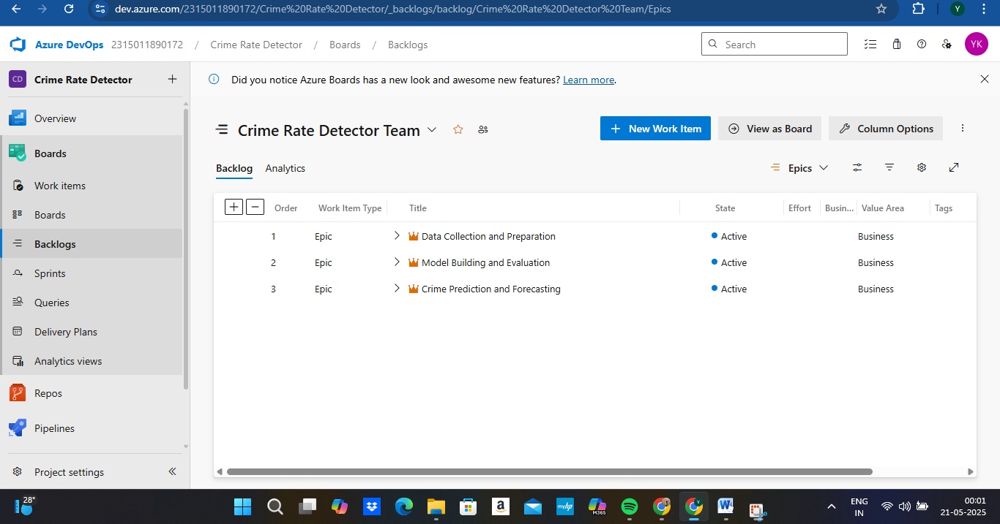 dev.azure.com/2315011890172/Crime%20Rate%20Detector/_backlogs/backlog/Crime%20Rate%20Detector%20Team/Epics
Y
Azure DevOps 2315011890172 / Crime Rate Detector / Boards / Backlogs
Search
YK
CD Crime Rate Detector
Did you notice Azure Boards has a new look and awesome new features? Learn more.
Overview
Boards
Work items
Boards
Backlogs
Sprints
Queries
Delivery Plans
Analytics views
Repos
Pipelines
Project settings
Crime Rate Detector Team
New Work Item
View as Board
Column Options
Backlog Analytics
Epics
Order Work Item Type Title State Effort Busin... Value Area Tags
1 Epic Data Collection and Preparation Active Business
2 Epic Model Building and Evaluation Active Business
3 Epic Crime Prediction and Forecasting Active Business
28°
myhp
M365
ENG
IN
00:01
21-05-2025